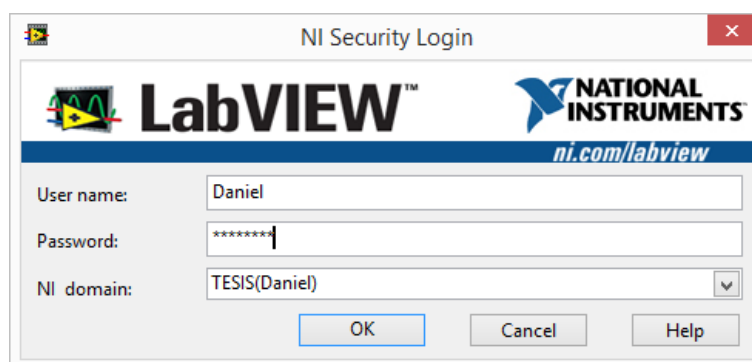 NI Security Login
LabVIEW™
NATIONAL
INSTRUMENTS
ni.com/labview
User name:
Daniel
Password:
********
NI domain:
TESIS(Daniel)
OK
Cancel
Help